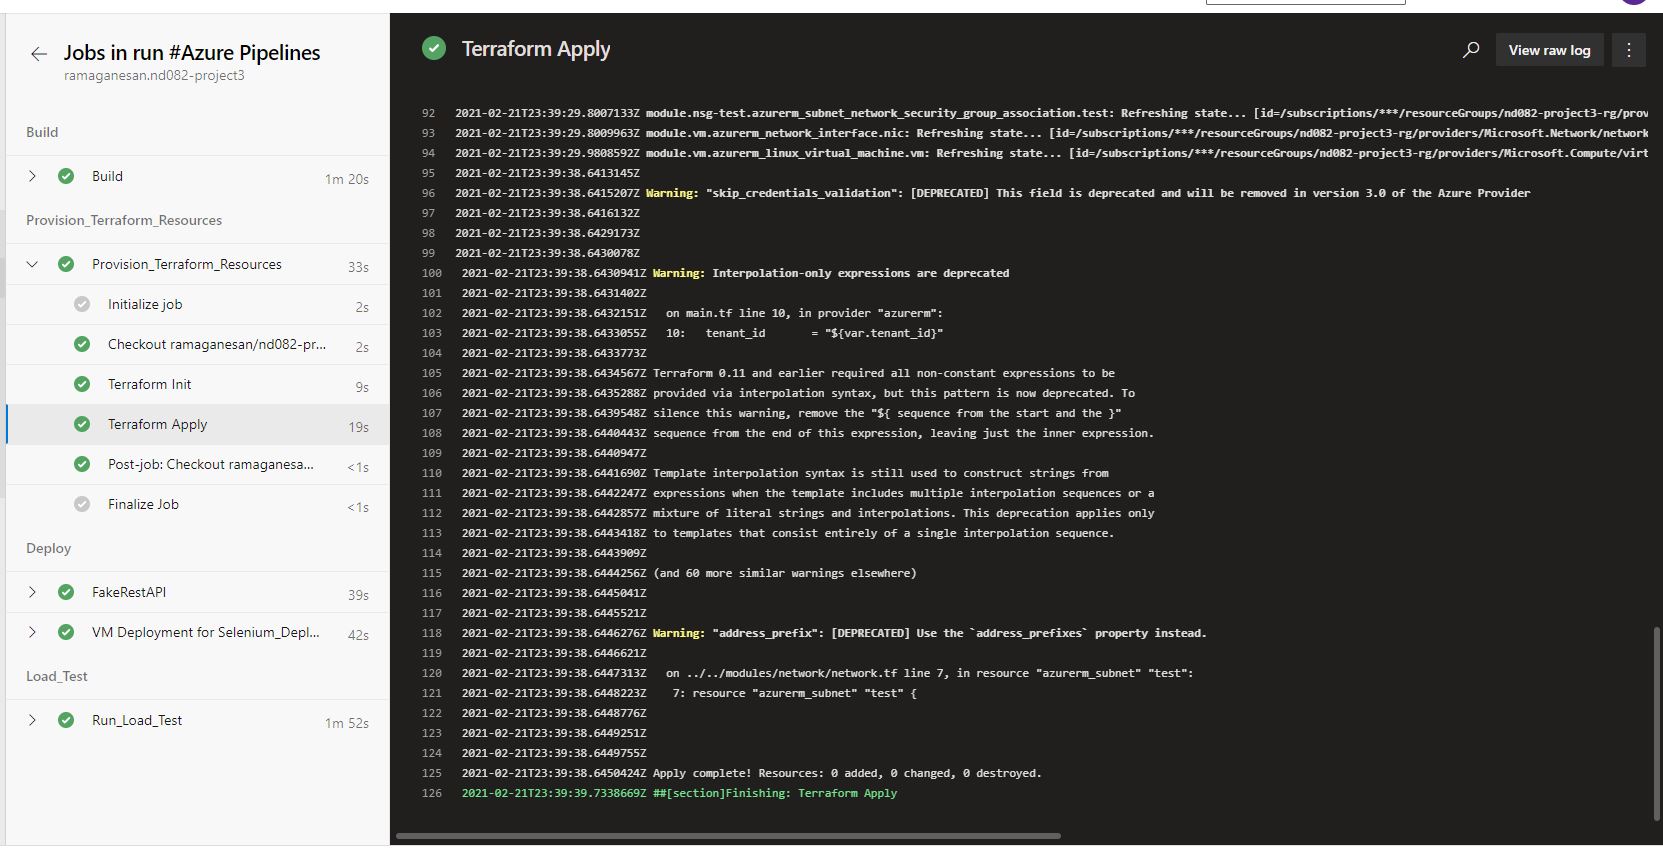 Jobs in run #Azure Pipelines
ramaganesan.nd082-project3
Build
Build 1m 20s
Provision_Terraform_Resources
Provision_Terraform_Resources 33s
Initialize job 2s
Checkout ramaganesan/nd082-pr... 2s
Terraform Init 9s
Terraform Apply 19s
Post-job: Checkout ramaganesa... <1s
Finalize Job <1s
Deploy
FakeRestAPI 39s
VM Deployment for Selenium_Depl... 42s
Load_Test
Run_Load_Test 1m 52s
Terraform Apply
View raw log
92 2021-02-21T23:39:29.8007133Z module.nsg-test.azurerm_subnet_network_security_group_association.test: Refreshing state... [id=/subscriptions/***/resourceGroups/nd082-project3-rg/prov
93 2021-02-21T23:39:29.8009963Z module.vm.azurerm_network_interface.nic: Refreshing state... [id=/subscriptions/***/resourceGroups/nd082-project3-rg/providers/Microsoft.Network/network
94 2021-02-21T23:39:29.9808592Z module.vm.azurerm_linux_virtual_machine.vm: Refreshing state... [id=/subscriptions/***/resourceGroups/nd082-project3-rg/providers/Microsoft.Compute/virt
95 2021-02-21T23:39:38.6413145Z
96 2021-02-21T23:39:38.6415207Z Warning: "skip_credentials_validation": [DEPRECATED] This field is deprecated and will be removed in version 3.0 of the Azure Provider
97 2021-02-21T23:39:38.6416132Z
98 2021-02-21T23:39:38.6429173Z
99 2021-02-21T23:39:38.6430078Z
100 2021-02-21T23:39:38.6430941Z Warning: Interpolation-only expressions are deprecated
101 2021-02-21T23:39:38.6431402Z
102 2021-02-21T23:39:38.6432151Z on main.tf line 10, in provider "azurerm":
103 2021-02-21T23:39:38.6433055Z 10: tenant_id = "${var.tenant_id}"
104 2021-02-21T23:39:38.6433773Z
105 2021-02-21T23:39:38.6434567Z Terraform 0.11 and earlier required all non-constant expressions to be
106 2021-02-21T23:39:38.6435288Z provided via interpolation syntax, but this pattern is now deprecated. To
107 2021-02-21T23:39:38.6439548Z silence this warning, remove the "${ sequence from the start and the }"
108 2021-02-21T23:39:38.6440443Z sequence from the end of this expression, leaving just the inner expression.
109 2021-02-21T23:39:38.6440947Z
110 2021-02-21T23:39:38.6441690Z Template interpolation syntax is still used to construct strings from
111 2021-02-21T23:39:38.6442247Z expressions when the template includes multiple interpolation sequences or a
112 2021-02-21T23:39:38.6442857Z mixture of literal strings and interpolations. This deprecation applies only
113 2021-02-21T23:39:38.6443418Z to templates that consist entirely of a single interpolation sequence.
114 2021-02-21T23:39:38.6443909Z
115 2021-02-21T23:39:38.6444256Z (and 60 more similar warnings elsewhere)
116 2021-02-21T23:39:38.6445041Z
117 2021-02-21T23:39:38.6445521Z
118 2021-02-21T23:39:38.6446276Z Warning: "address_prefix": [DEPRECATED] Use the `address_prefixes` property instead.
119 2021-02-21T23:39:38.6446621Z
120 2021-02-21T23:39:38.6447313Z on ../../modules/network/network.tf line 7, in resource "azurerm_subnet" "test":
121 2021-02-21T23:39:38.6448223Z 7: resource "azurerm_subnet" "test" {
122 2021-02-21T23:39:38.6448776Z
123 2021-02-21T23:39:38.6449251Z
124 2021-02-21T23:39:38.6449755Z
125 2021-02-21T23:39:38.6450424Z Apply complete! Resources: 0 added, 0 changed, 0 destroyed.
126 2021-02-21T23:39:39.7338669Z ##[section]Finishing: Terraform Apply